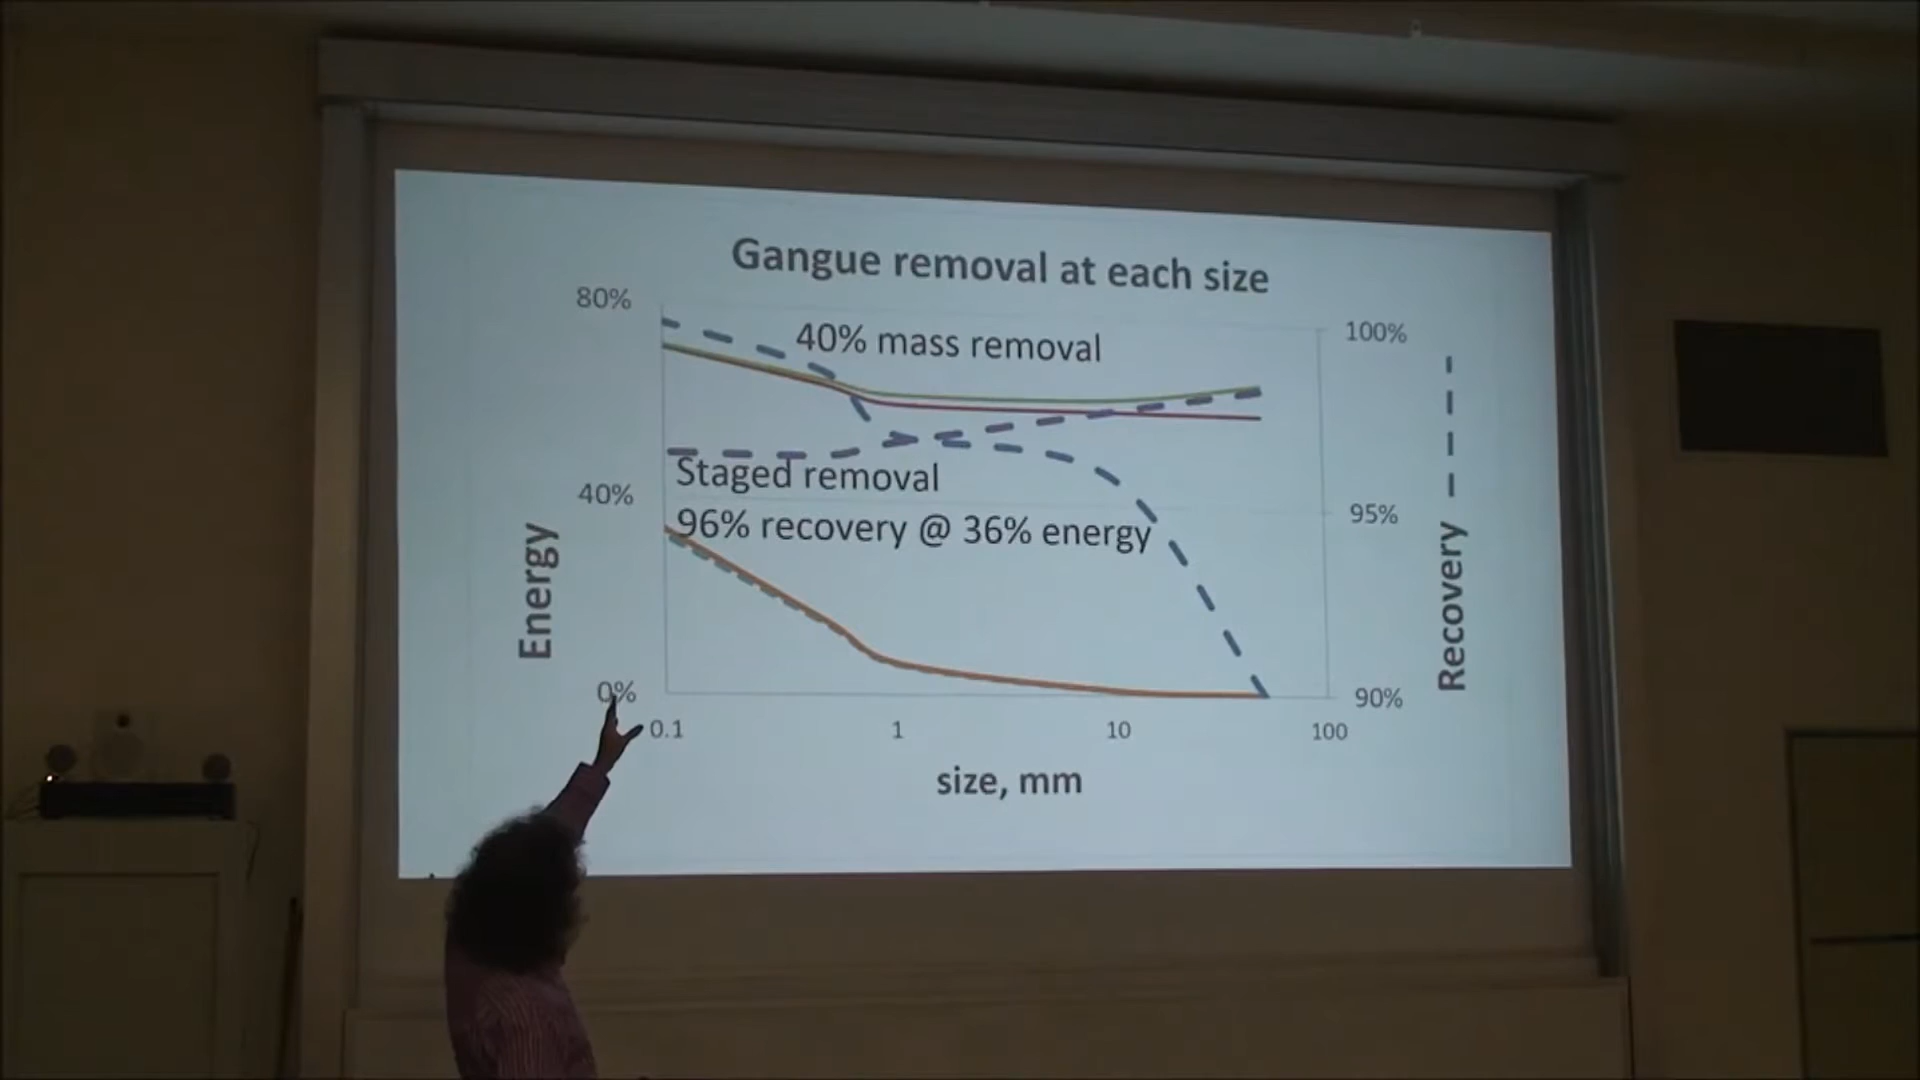 Gangue removal at each size
80%
40%
0%
Energy
40% mass removal
Staged removal
96% recovery @ 36% energy
100%
95%
90%
Recovery
0.1
1
10
100
size, mm